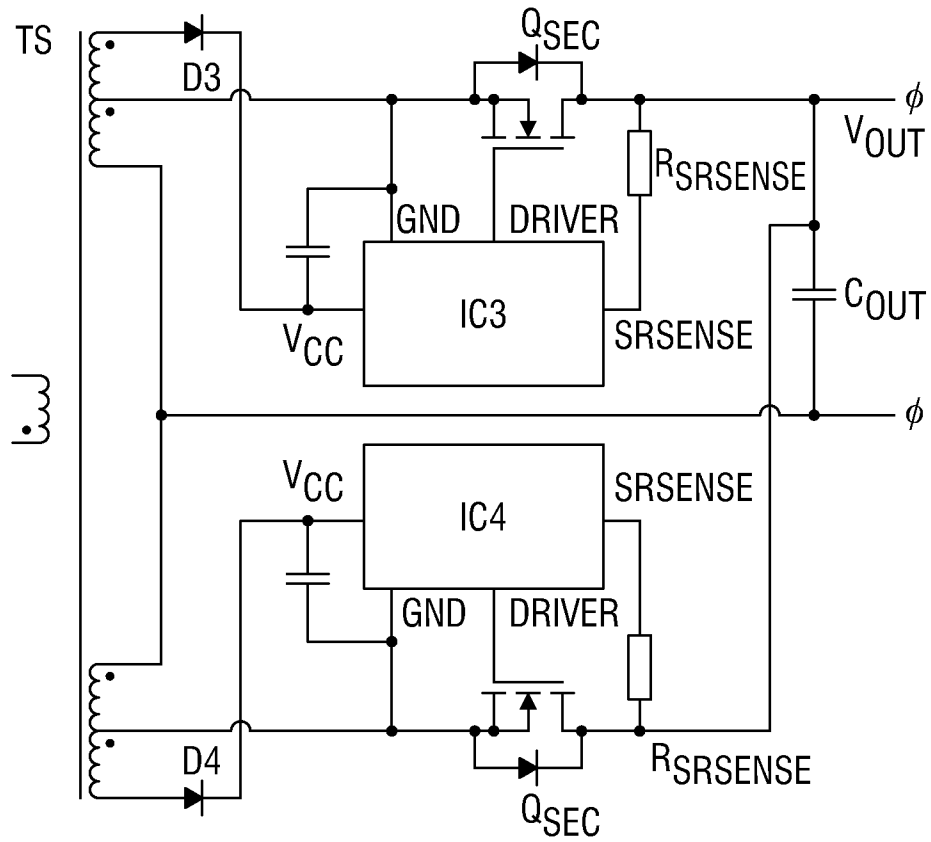 TS
QSEC
D3
ϕ
VOUT
RSRSENSE
GND
DRIVER
IC3
COUT
VCC
SRSENSE
ϕ
VCC
SRSENSE
IC4
GND
DRIVER
D4
RSRSENSE
QSEC